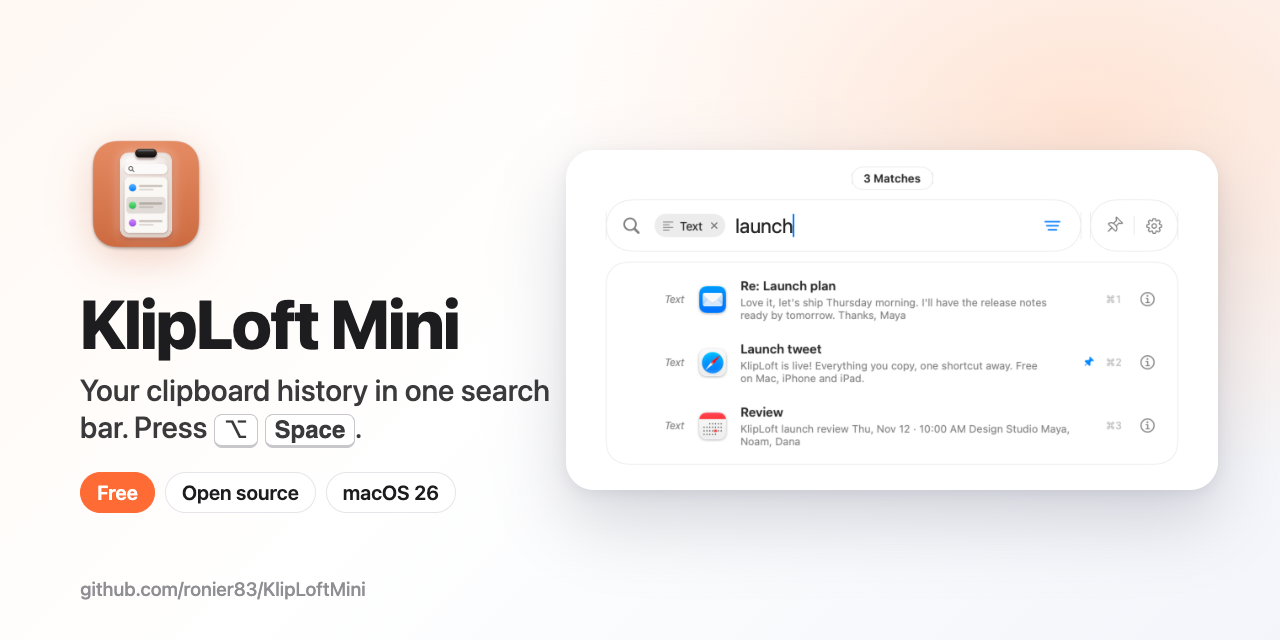 KlipLoft Mini
Your clipboard history in one search
bar. Press ⌥ Space.
Free
Open source
macOS 26
github.com/ronier83/KlipLoftMini
3 Matches
Text × launch
Text
Re: Launch plan
Love it, let's ship Thursday morning. I'll have the release notes
ready by tomorrow. Thanks, Maya
⌘1
Text
Launch tweet
KlipLoft is live! Everything you copy, one shortcut away. Free
on Mac, iPhone and iPad.
⌘2
Text
Review
KlipLoft launch review Thu, Nov 12 · 10:00 AM Design Studio Maya,
Noam, Dana
⌘3